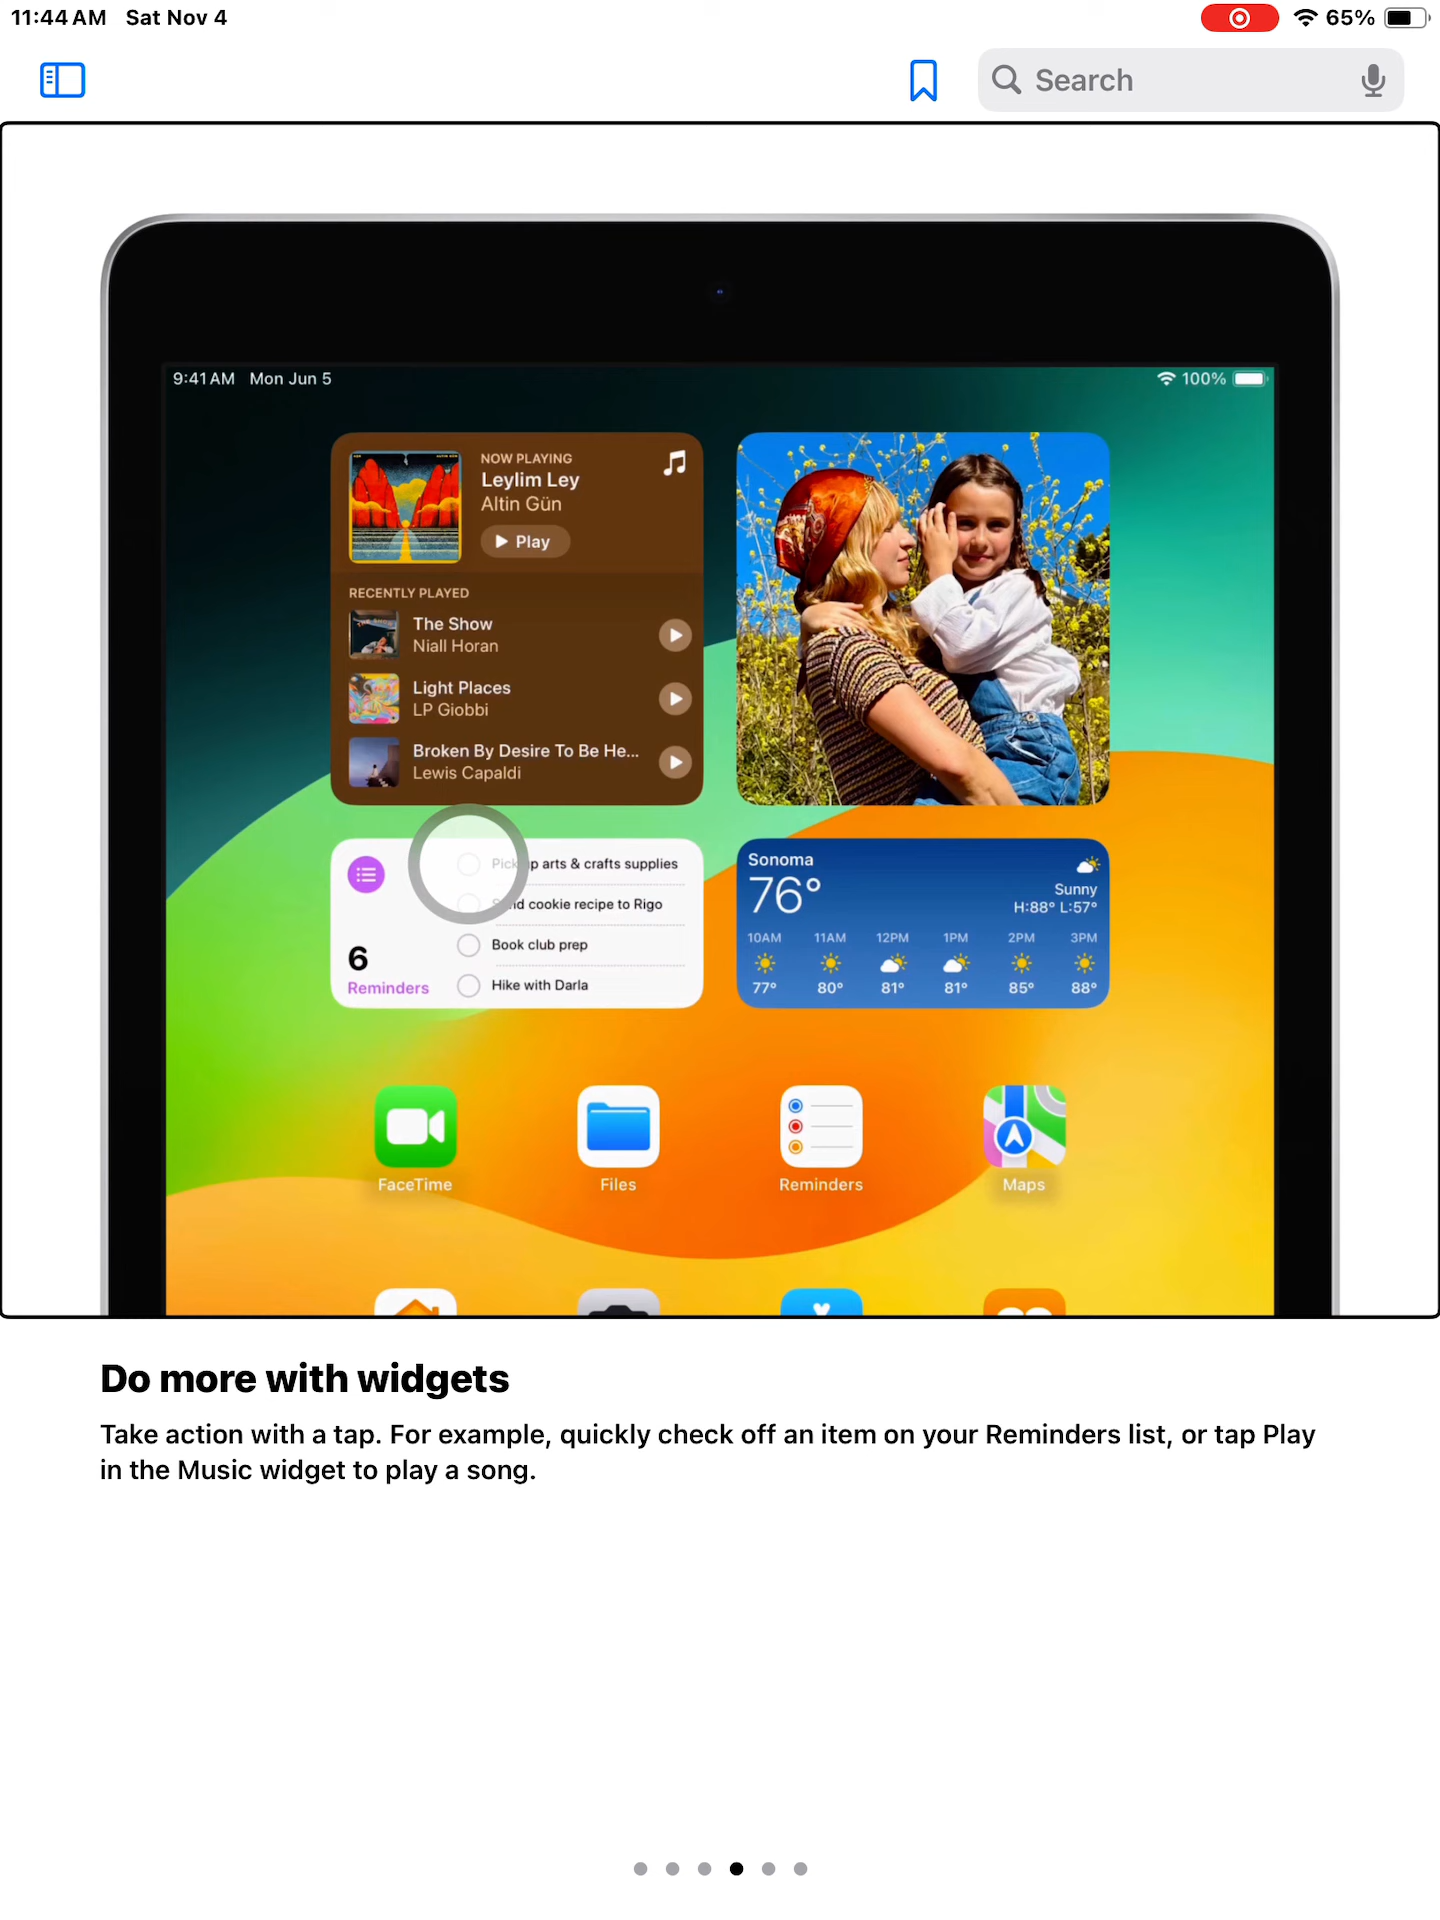 11:44 AM Sat Nov 4
65%
Search
9:41 AM Mon Jun 5
100%
NOW PLAYING
Leylim Ley
Altin Gün
Play
RECENTLY PLAYED
The Show
Niall Horan
Light Places
LP Giobbi
Broken By Desire To Be He...
Lewis Capaldi
Pick up arts & crafts supplies
Send cookie recipe to Rigo
Book club prep
Hike with Darla
6
Reminders
Sonoma
76°
Sunny
H:88° L:57°
10AM 11AM 12PM 1PM 2PM 3PM
77° 80° 81° 81° 85° 88°
FaceTime Files Reminders Maps
Do more with widgets
Take action with a tap. For example, quickly check off an item on your Reminders list, or tap Play
in the Music widget to play a song.